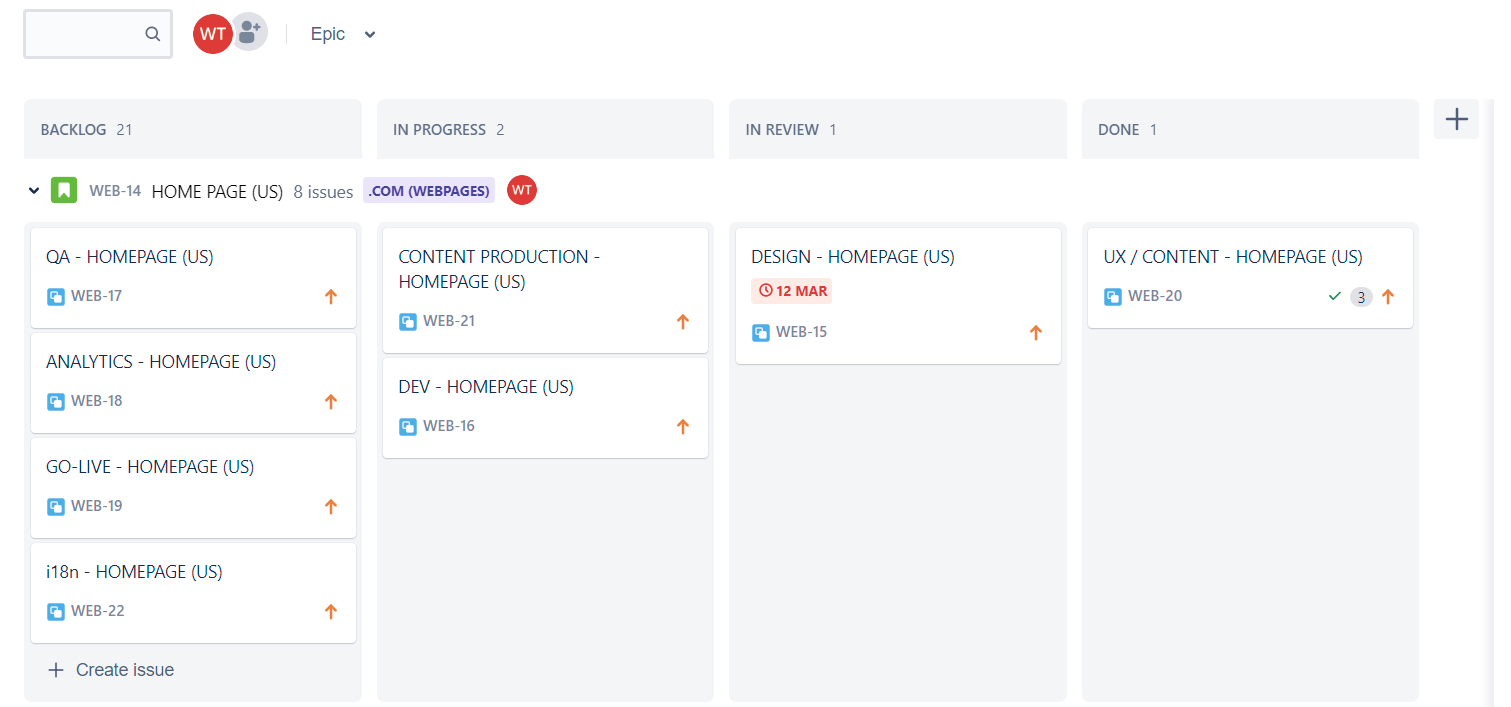 WT
Epic
BACKLOG 21
IN PROGRESS 2
IN REVIEW 1
DONE 1
WEB-14 HOME PAGE (US) 8 issues .COM (WEBPAGES) WT
QA - HOMEPAGE (US)
WEB-17
ANALYTICS - HOMEPAGE (US)
WEB-18
GO-LIVE - HOMEPAGE (US)
WEB-19
i18n - HOMEPAGE (US)
WEB-22
Create issue
CONTENT PRODUCTION -
HOMEPAGE (US)
WEB-21
DEV - HOMEPAGE (US)
WEB-16
DESIGN - HOMEPAGE (US)
12 MAR
WEB-15
UX / CONTENT - HOMEPAGE (US)
WEB-20 3